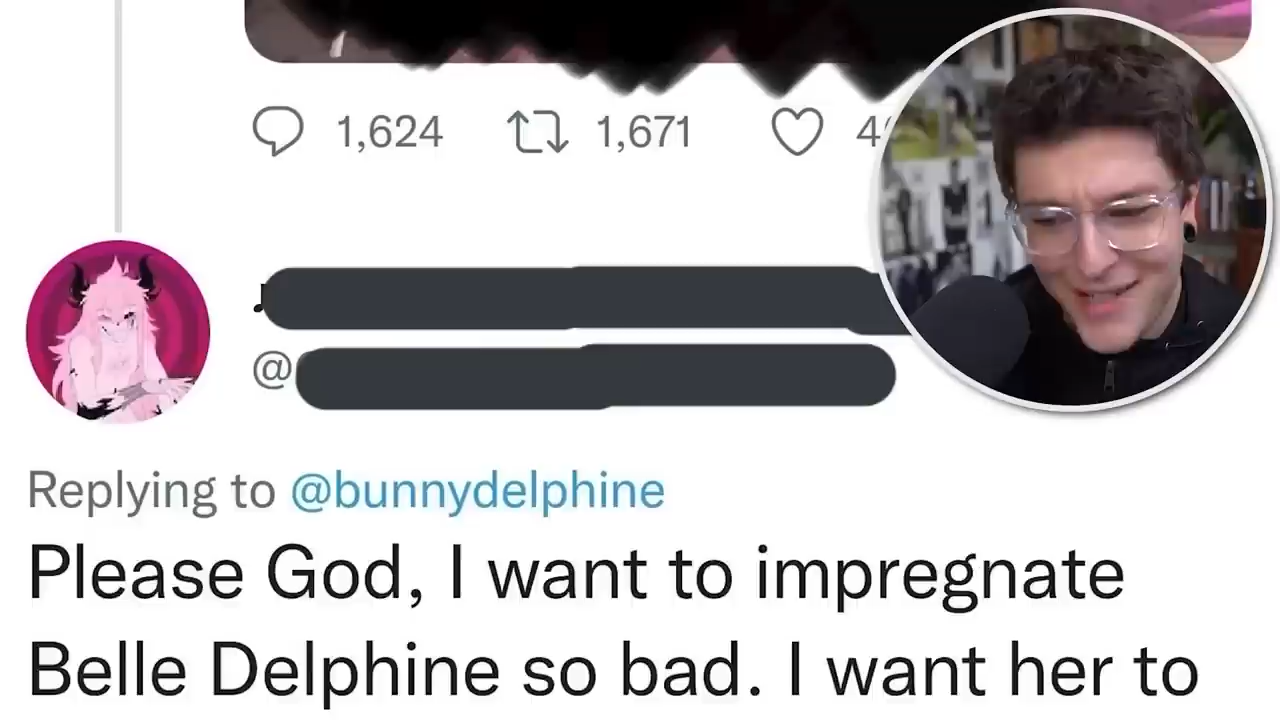 1,624 1,671
@
Replying to @bunnydelphine
Please God, I want to impregnate
Belle Delphine so bad. I want her to